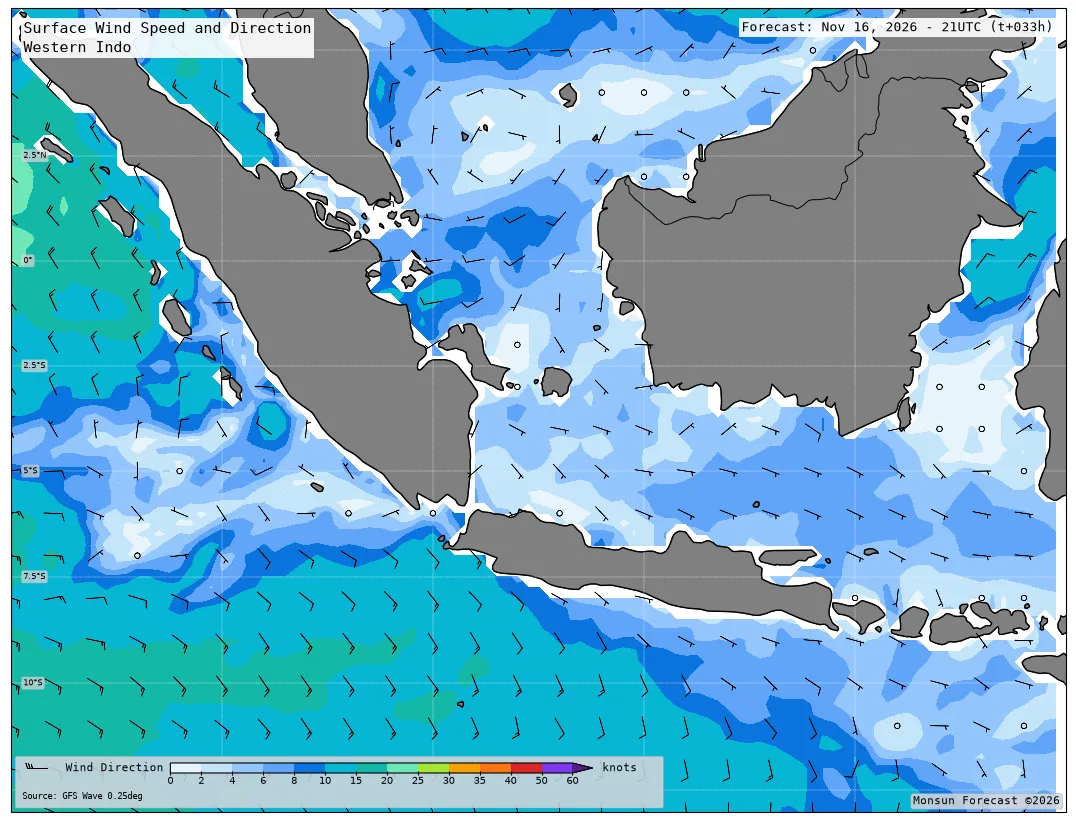 Surface Wind Speed and Direction
Western Indo
Forecast: Nov 16, 2026 - 21UTC (t+033h)
2.5°N
0°
2.5°S
5°S
7.5°S
10°S
Wind Direction
knots
0 2 4 6 8 10 15 20 25 30 35 40 50 60
Source: GFS Wave 0.25deg
Monsun Forecast ©2026